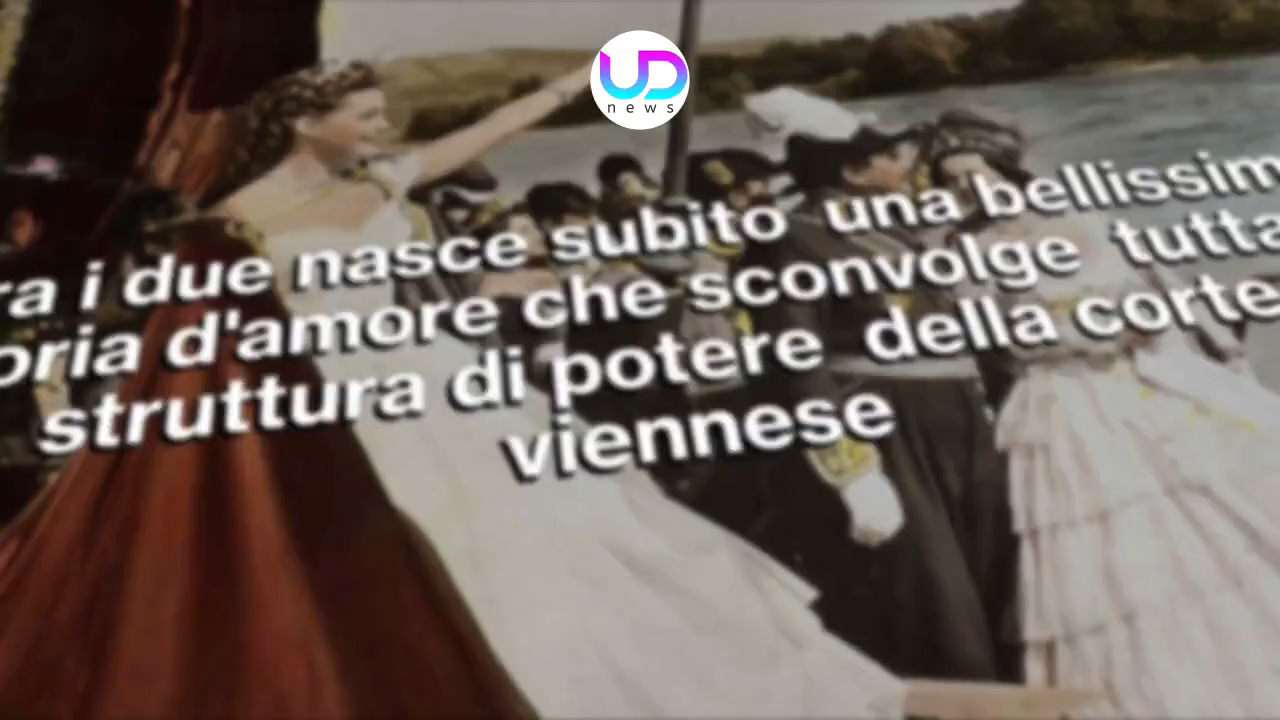 UD
news
ra i due nasce subito una bellissim
oria d'amore che sconvolge tutta
struttura di potere della corte
viennese